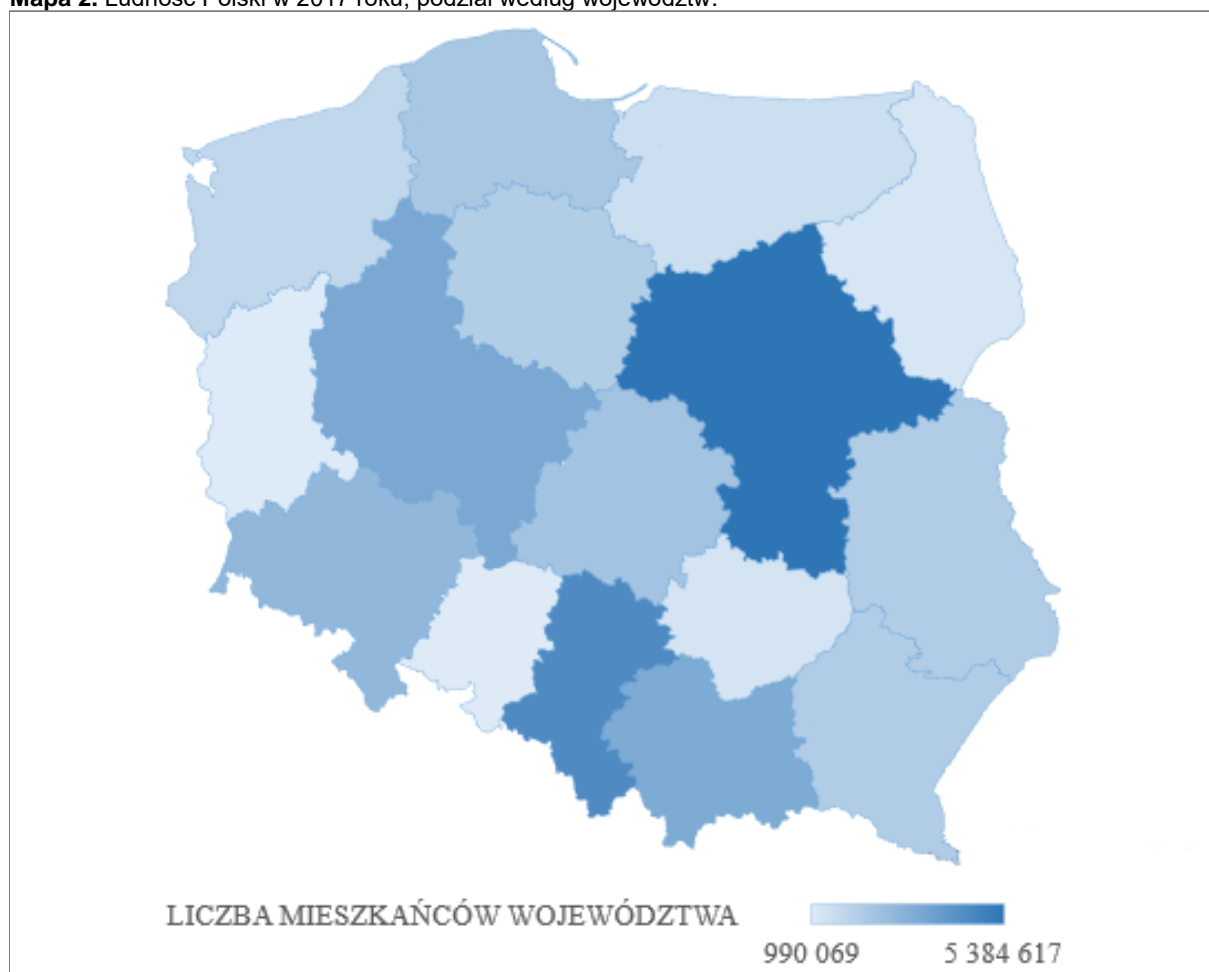 Mapa 2. Ludność Polski w 2017 roku, podział według województw.
LICZBA MIESZKAŃCÓW WOJEWÓDZTWA
990 069 5 384 617